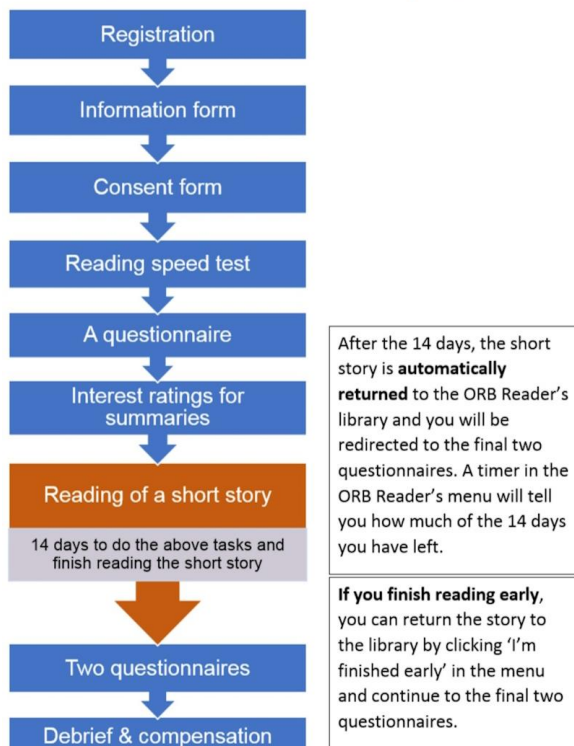 Registration
Information form
Consent form
Reading speed test
A questionnaire
Interest ratings for
summaries
Reading of a short story
14 days to do the above tasks and
finish reading the short story
Two questionnaires
Debrief & compensation
After the 14 days, the short
story is automatically
returned to the ORB Reader’s
library and you will be
redirected to the final two
questionnaires. A timer in the
ORB Reader’s menu will tell
you how much of the 14 days
you have left.
If you finish reading early,
you can return the story to
the library by clicking ‘I’m
finished early’ in the menu
and continue to the final two
questionnaires.